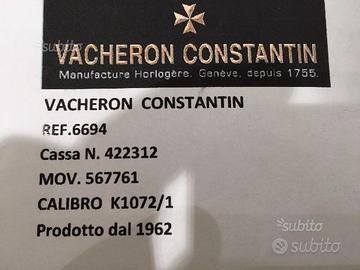 VACHERON CONSTANTIN
Manufacture Horlogère. Genève, depuis 1755.
VACHERON CONSTANTIN
REF.6694
Cassa N. 422312
MOV. 567761
CALIBRO K1072/1
Prodotto dal 1962
subito
subito
subito